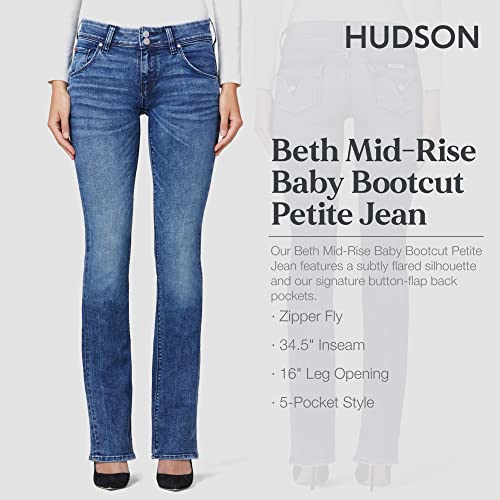 HUDSON
Beth Mid-Rise
Baby Bootcut
Petite Jean
Our Beth Mid-Rise Baby Bootcut Petite
Jean features a subtly flared silhouette
and our signature button-flap back
pockets.
· Zipper Fly
· 34.5" Inseam
· 16" Leg Opening
· 5-Pocket Style